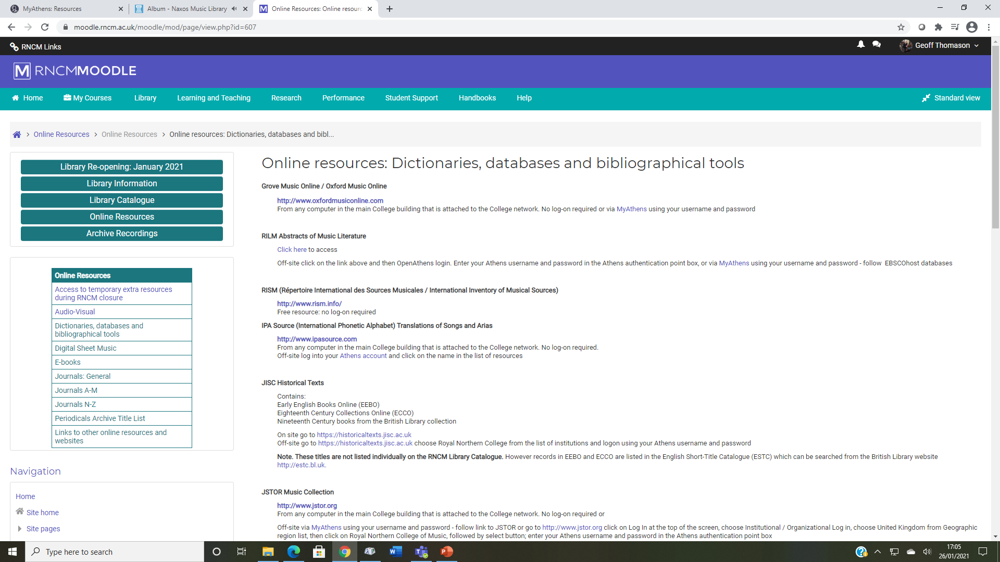 MyAthens: Resources
Album - Naxos Music Library
Online Resources: Online resourc
moodle.rncm.ac.uk/moodle/mod/page/view.php?id=607
RNCM Links
Geoff Thomason
M RNCMMOODLE
Home
My Courses
Library
Learning and Teaching
Research
Performance
Student Support
Handbooks
Help
Standard view
Online Resources > Online Resources > Online resources: Dictionaries, databases and bibl...
Library Re-opening: January 2021
Library Information
Library Catalogue
Online Resources
Archive Recordings
Online Resources
Access to temporary extra resources
during RNCM closure
Audio-Visual
Dictionaries, databases and
bibliographical tools
Digital Sheet Music
E-books
Journals: General
Journals A-M
Journals N-Z
Periodicals Archive Title List
Links to other online resources and
websites
Navigation
Home
Site home
Site pages
Online resources: Dictionaries, databases and bibliographical tools
Grove Music Online / Oxford Music Online
http://www.oxfordmusiconline.com
From any computer in the main College building that is attached to the College network. No log-on required or via MyAthens using your username and password
RILM Abstracts of Music Literature
Click here to access
Off-site click on the link above and then OpenAthens login. Enter your Athens username and password in the Athens authentication point box, or via MyAthens using your username and password - follow EBSCOhost databases
RISM (Répertoire International des Sources Musicales / International Inventory of Musical Sources)
http://www.rism.info/
Free resource: no log-on required
IPA Source (International Phonetic Alphabet) Translations of Songs and Arias
http://www.ipasource.com
From any computer in the main College building that is attached to the College network. No log-on required.
Off-site log into your Athens account and click on the name in the list of resources
JISC Historical Texts
Contains:
Early English Books Online (EEBO)
Eighteenth Century Collections Online (ECCO)
Nineteenth Century books from the British Library collection
On site go to https://historicaltexts.jisc.ac.uk
Off-site go to https://historicaltexts.jisc.ac.uk choose Royal Northern College from the list of institutions and logon using your Athens username and password
Note. These titles are not listed individually on the RNCM Library Catalogue. However records in EEBO and ECCO are listed in the English Short-Title Catalogue (ESTC) which can be searched from the British Library website
http://estc.bl.uk.
JSTOR Music Collection
http://www.jstor.org
From any computer in the main College building that is attached to the College network. No log-on required or
Off-site via MyAthens using your username and password - follow link to JSTOR or go to http://www.jstor.org click on Log In at the top of the screen, choose Institutional / Organizational Log in, choose United Kingdom from Geographic
region list, then click on Royal Northern College of Music, followed by select button; enter your Athens username and password in the Athens authentication point box
Type here to search
17:05
26/01/2021